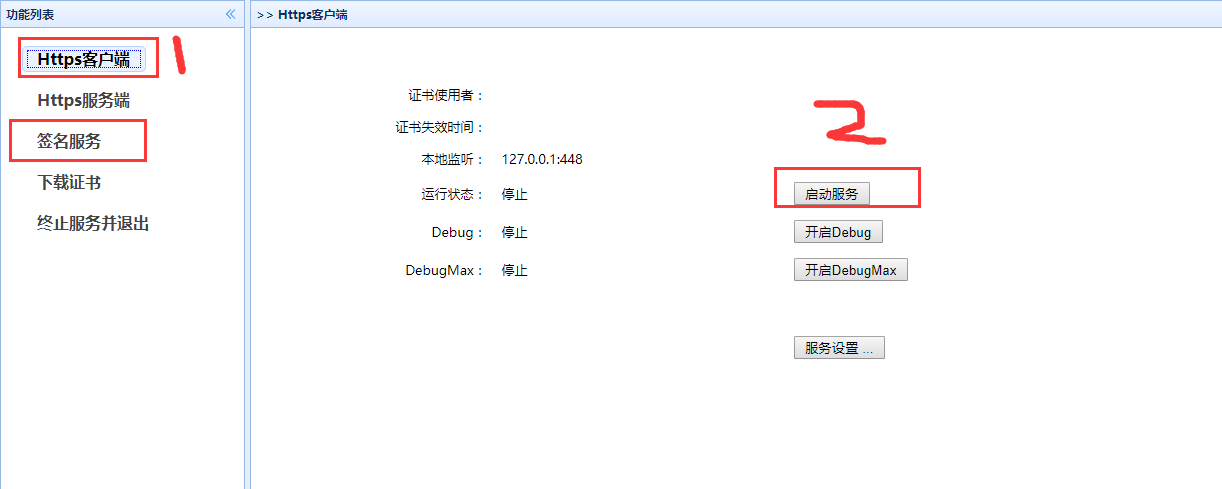 功能列表
>> Https客户端
Https客户端
1
Https服务端
签名服务
下载证书
终止服务并退出
证书使用者：
2
证书失效时间：
本地监听： 127.0.0.1:448
运行状态： 停止 启动服务
Debug： 停止 开启Debug
DebugMax： 停止 开启DebugMax
服务设置 ...